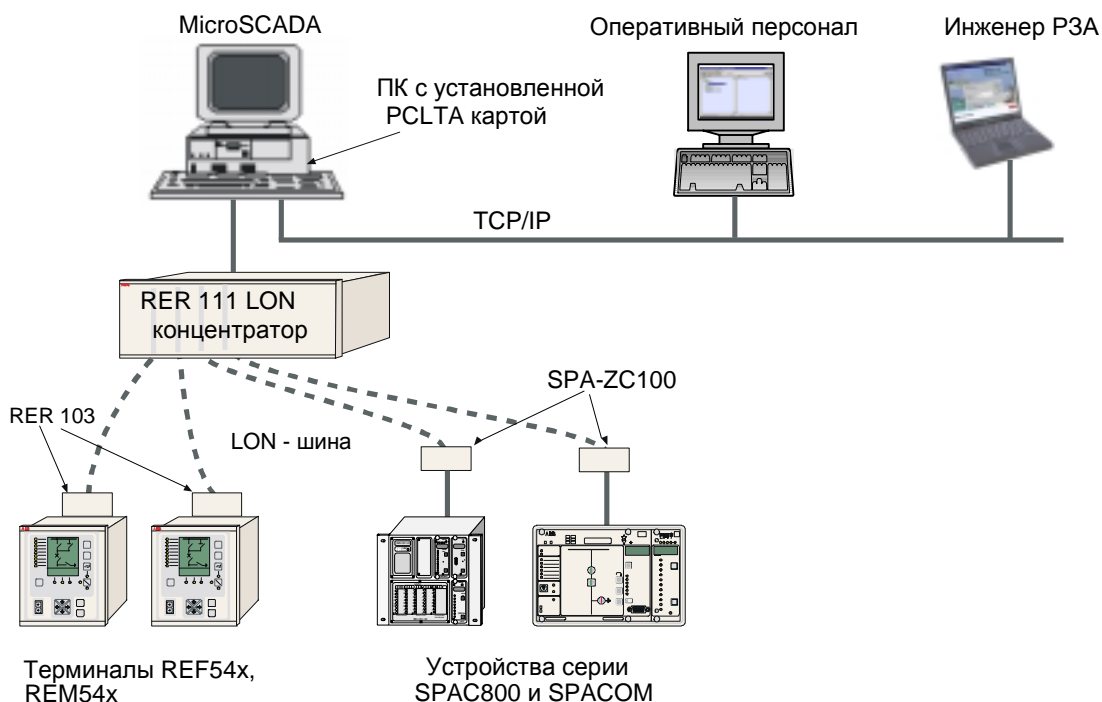 MicroSCADA
Оперативный персонал
Инженер РЗА
ПК с установленной
PCLTA картой
TCP/IP
RER 111 LON
концентратор
SPA-ZC100
RER 103
LON - шина
Терминалы REF54x,
REM54x
Устройства серии
SPAC800 и SPACOM